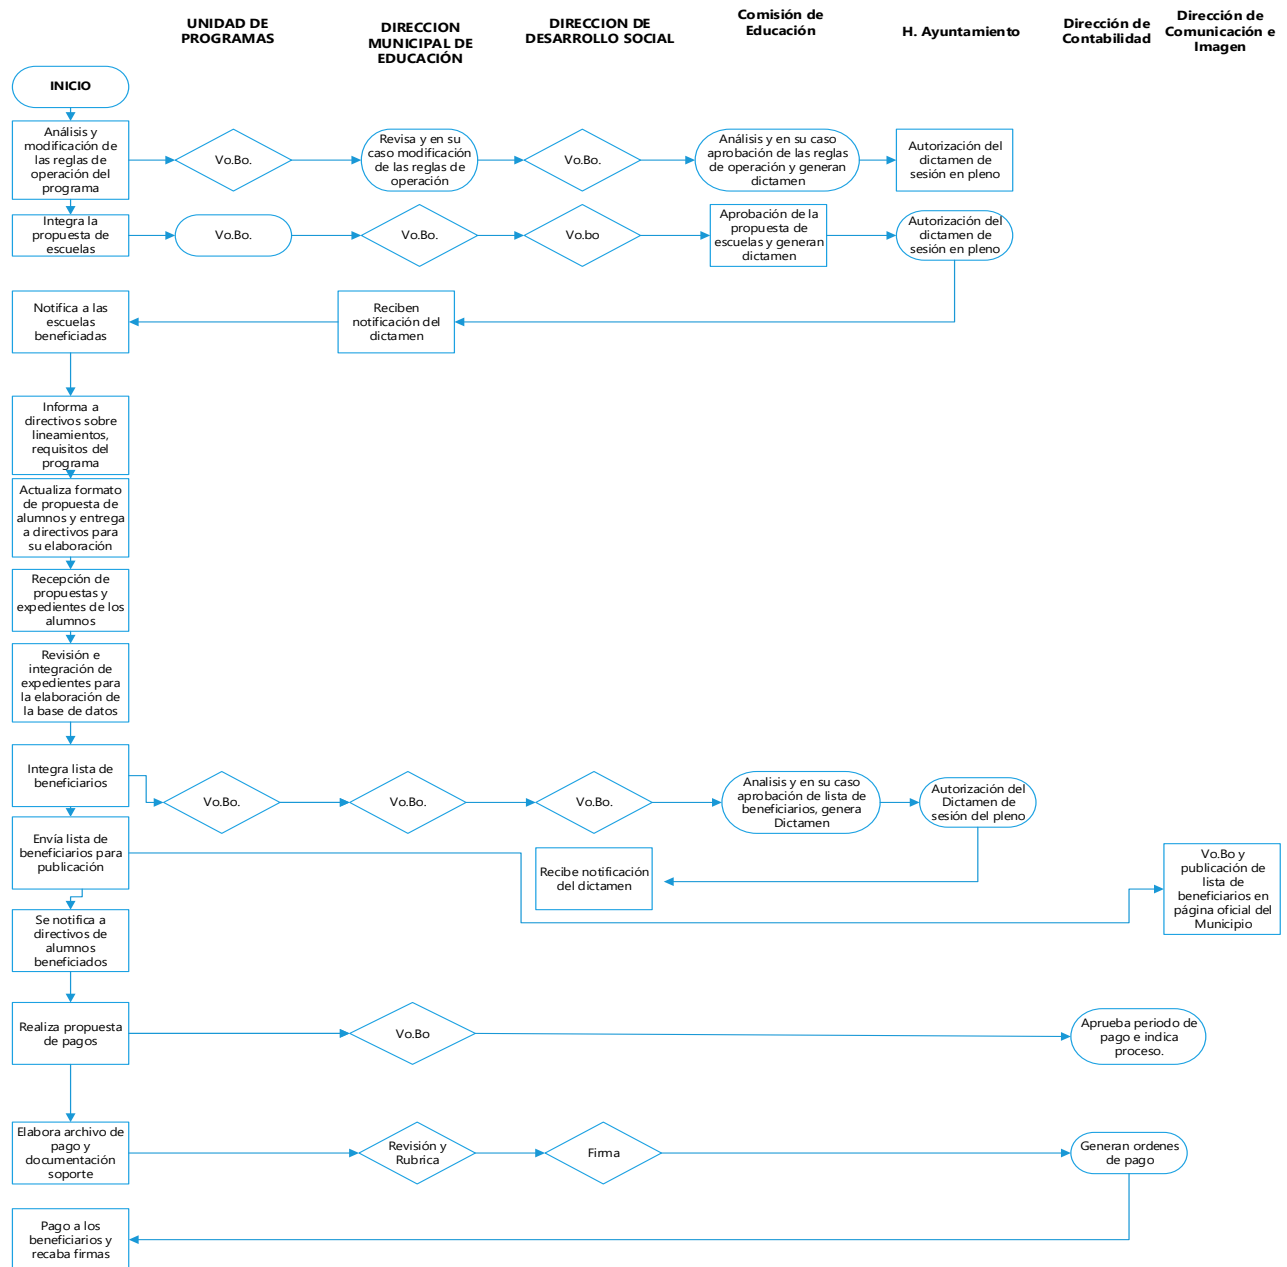 UNIDAD DE
PROGRAMAS
DIRECCION
MUNICIPAL DE
EDUCACIÓN
DIRECCION DE
DESARROLLO SOCIAL
Comisión de
Educación
H. Ayuntamiento
Dirección de
Contabilidad
Dirección de
Comunicación e
Imagen
INICIO
Análisis y
modificación de
las reglas de
operación del
programa
Vo.Bo.
Revisa y en su
caso modificación
de las reglas de
operación
Vo.Bo.
Análisis y en su caso
aprobación de las reglas
de operación y generan
dictamen
Autorización del
dictamen de
sesión en pleno
Integra la
propuesta de
escuelas
Vo.Bo.
Vo.Bo.
Vo.bo
Aprobación de la
propuesta de
escuelas y generan
dictamen
Autorización del
dictamen de
sesión en pleno
Notifica a las
escuelas
beneficiadas
Reciben
notificación del
dictamen
Informa a
directivos sobre
lineamientos,
requisitos del
programa
Actualiza formato
de propuesta de
alumnos y entrega
a directivos para
su elaboración
Recepción de
propuestas y
expedientes de los
alumnos
Revisión e
integración de
expedientes para
la elaboración de
la base de datos
Integra lista de
beneficiarios
Vo.Bo.
Vo.Bo.
Vo.Bo.
Analisis y en su caso
aprobación de lista de
beneficiarios, genera
Dictamen
Autorización del
Dictamen de
sesión del pleno
Envía lista de
beneficiarios para
publicación
Recibe notificación
del dictamen
Vo.Bo y
publicación de
lista de
beneficiarios en
página oficial del
Municipio
Se notifica a
directivos de
alumnos
beneficiados
Realiza propuesta
de pagos
Vo.Bo
Aprueba periodo de
pago e indica
proceso.
Elabora archivo de
pago y
documentación
soporte
Revisión y
Rubrica
Firma
Generan ordenes
de pago
Pago a los
beneficiarios y
recaba firmas